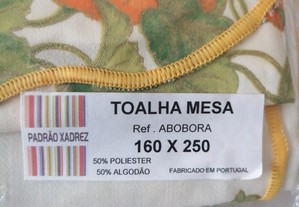 TOALHA MESA
Ref . ABOBORA
PADRÃO XADREZ
160 X 250
50% POLIESTER
50% ALGODÃO
FABRICADO EM PORTUGAL